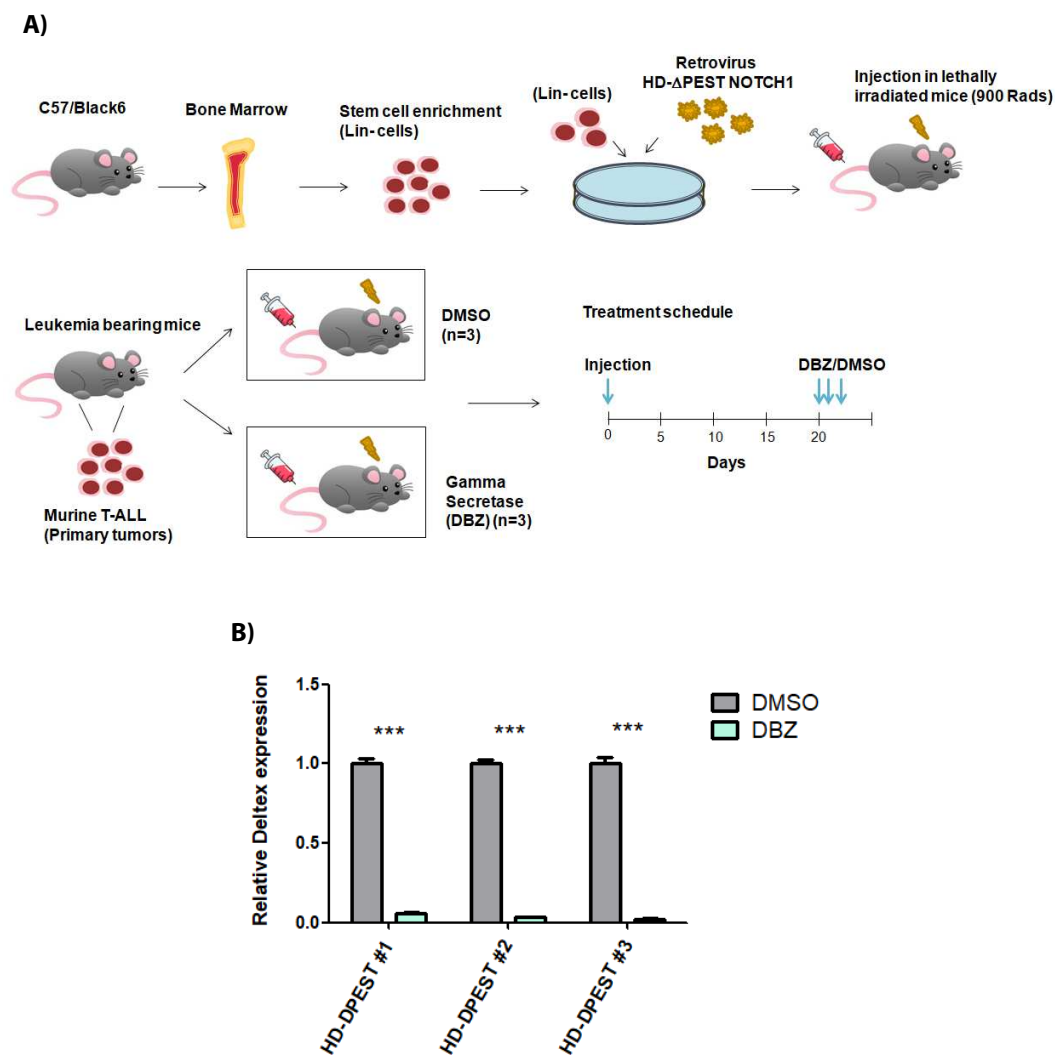 A)
C57/Black6
Bone Marrow
Stem cell enrichment
(Lin- cells)
(Lin- cells)
Retrovirus
HD-ΔPEST NOTCH1
Injection in lethally
irradiated mice (900 Rads)
Leukemia bearing mice
Murine T-ALL
(Primary tumors)
DMSO
(n=3)
Gamma
Secretase
(DBZ) (n=3)
Treatment schedule
Injection
DBZ/DMSO
0 5 10 15 20
Days
B)
Relative Deltex expression
1.5
1.0
0.5
0.0
*** *** ***
DMSO
DBZ
HD-DPEST #1
HD-DPEST #2
HD-DPEST #3